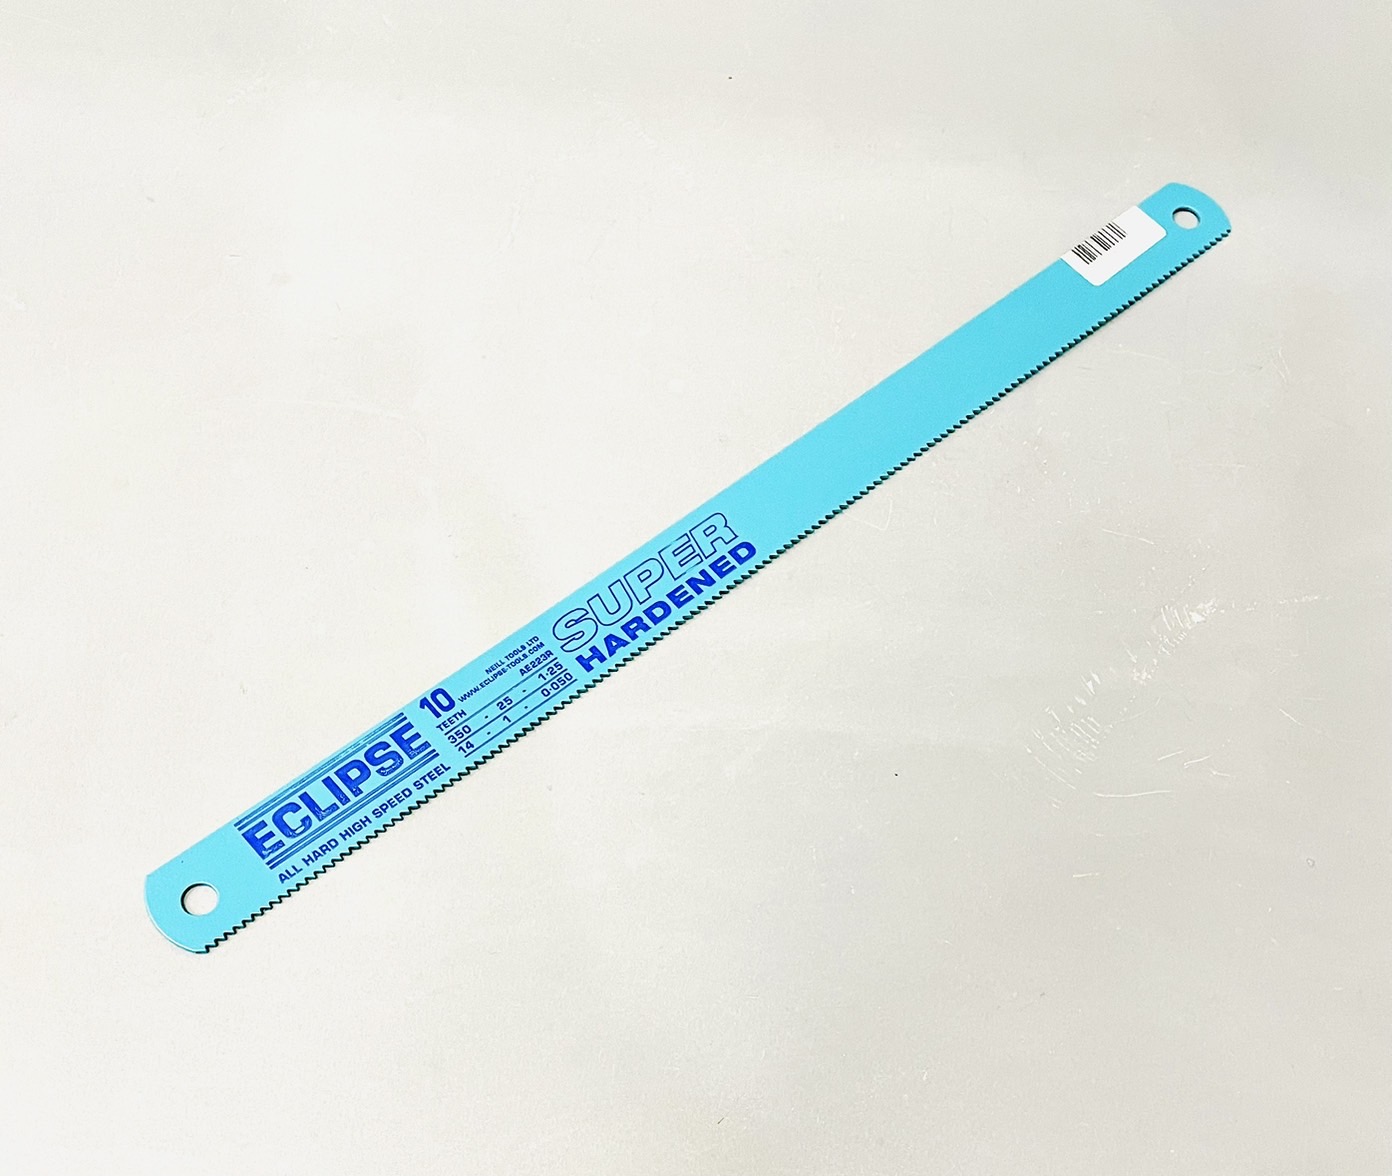 ECLIPSE
ALL HARD HIGH SPEED STEEL
10
TEETH
NEILL TOOLS LTD
WWW.ECLIPSE-TOOLS.COM
AE223R
350 - 25 - 1·25
14 - 1 - 0·050
SUPER
HARDENED